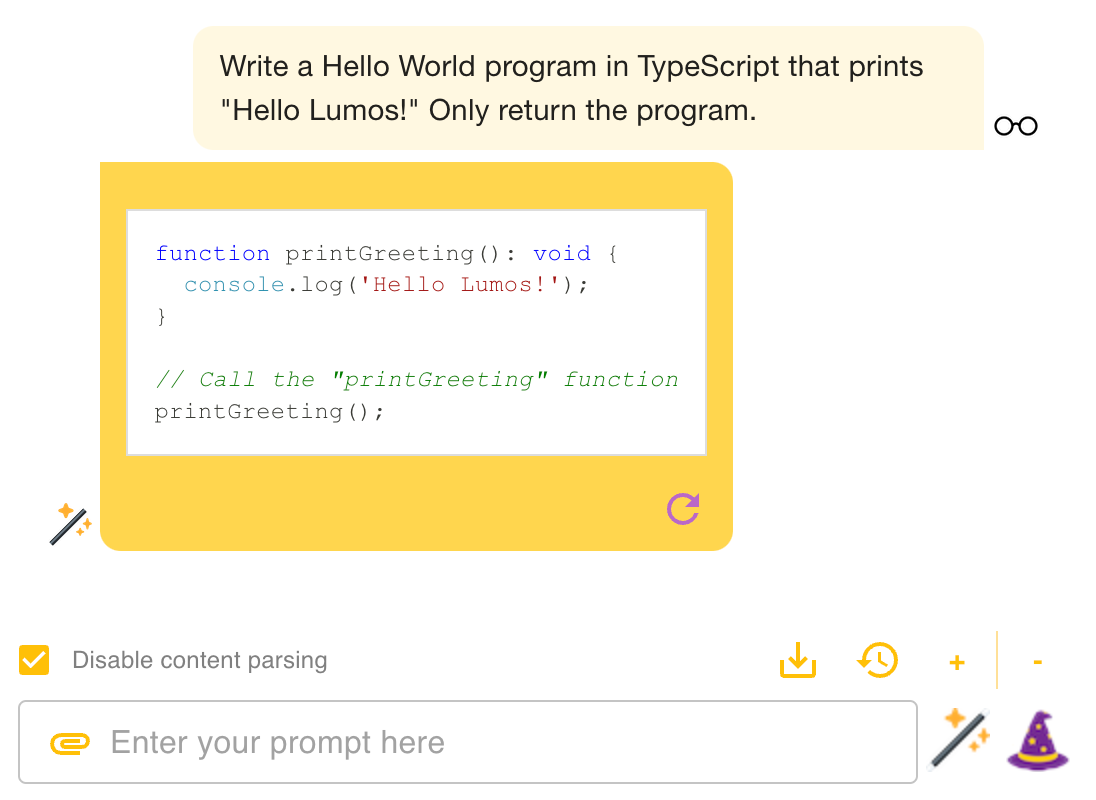 Write a Hello World program in TypeScript that prints
"Hello Lumos!" Only return the program.
function printGreeting(): void {
  console.log('Hello Lumos!');
}
// Call the "printGreeting" function
printGreeting();
Disable content parsing
+ -
Enter your prompt here